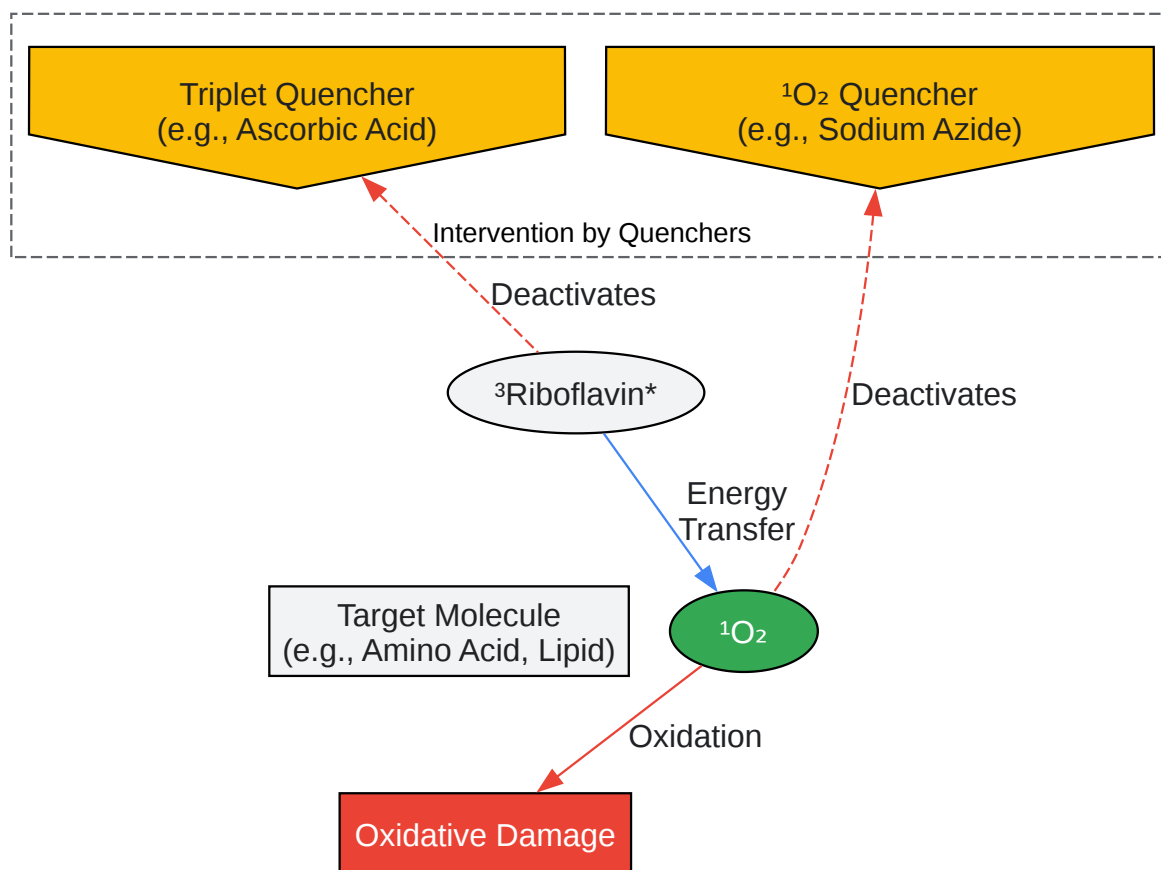 Triplet Quencher
(e.g., Ascorbic Acid)
¹O₂ Quencher
(e.g., Sodium Azide)
Intervention by Quenchers
Deactivates
³Riboflavin*
Deactivates
Energy
Transfer
Target Molecule
(e.g., Amino Acid, Lipid)
¹O₂
Oxidation
Oxidative Damage